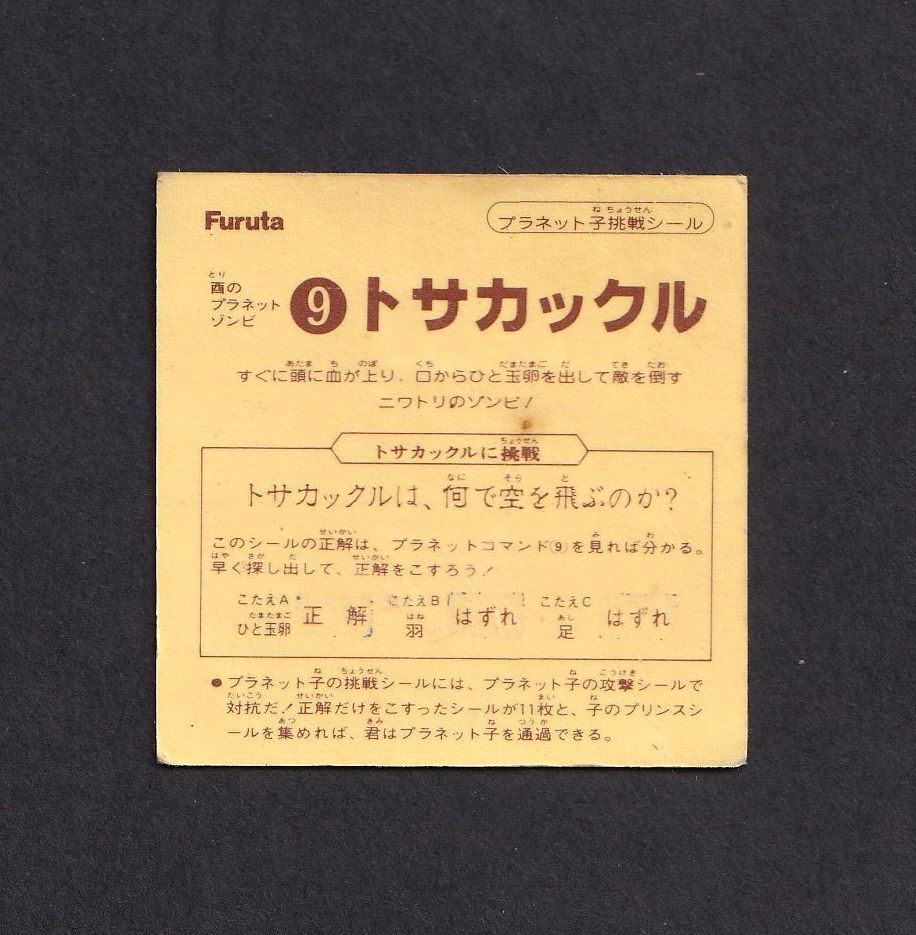 Furuta
プラネット子挑戦シール
酉の
プラネット
ゾンビ
⑨トサカックル
すぐに頭に血が上り、口からひと玉卵を出して敵を倒す
ニワトリのゾンビ!
トサカックルに挑戦
トサカックルは、何で空を飛ぶのか?
このシールの正解は、プラネットコマンド⑨を見れば分かる。
早く探し出して、正解をこすろう!
こたえA ひと玉卵 正解 こたえB 羽 はずれ こたえC 足 はずれ
●プラネット子の挑戦シールには、プラネット子の攻撃シールで
対抗だ!正解だけをこすったシールが11枚と、子のプリンスシ
ールを集めれば、君はプラネット子を通過できる。